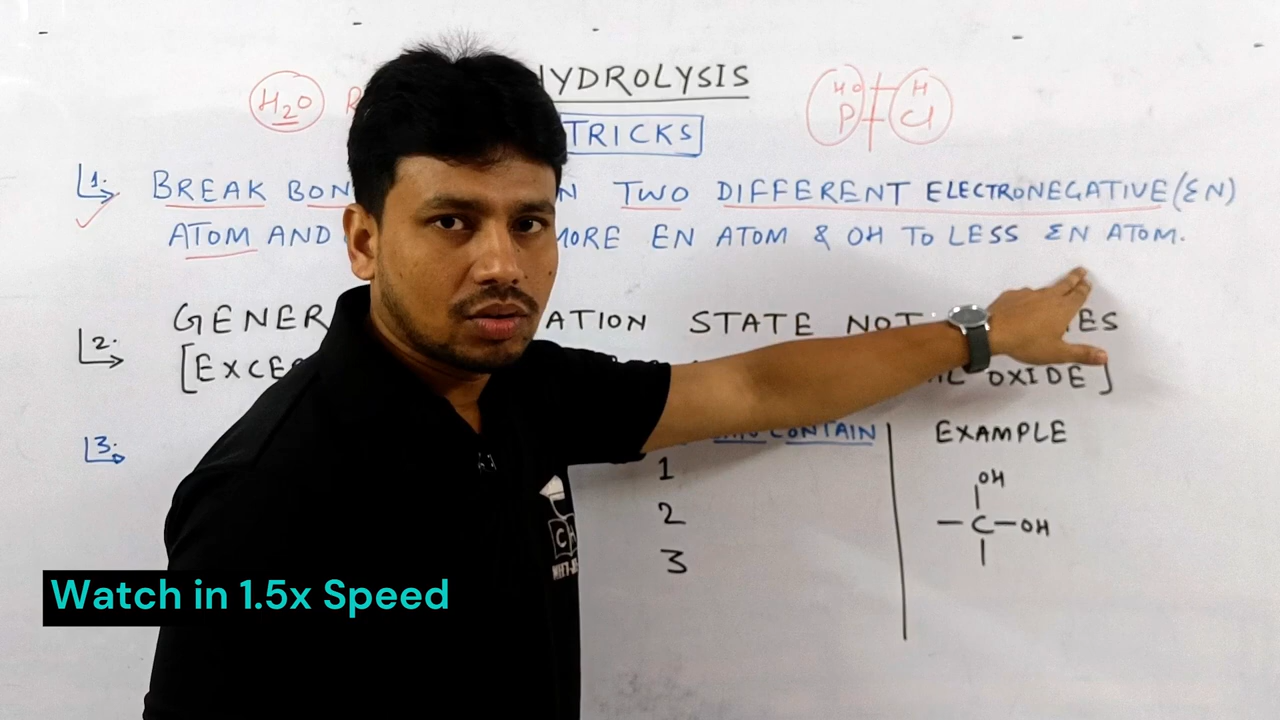 H2O HYDROLYSIS
HO H
P Cl
TRICKS
1. BREAK BON N TWO DIFFERENT ELECTRONEGATIVE (EN)
ATOM AND MORE EN ATOM & OH TO LESS EN ATOM.
2. GENER ATION STATE NOT ES
[EXCE OXIDE]
3. CONTAIN EXAMPLE
1
2
3
OH
— C — OH
Watch in 1.5x Speed